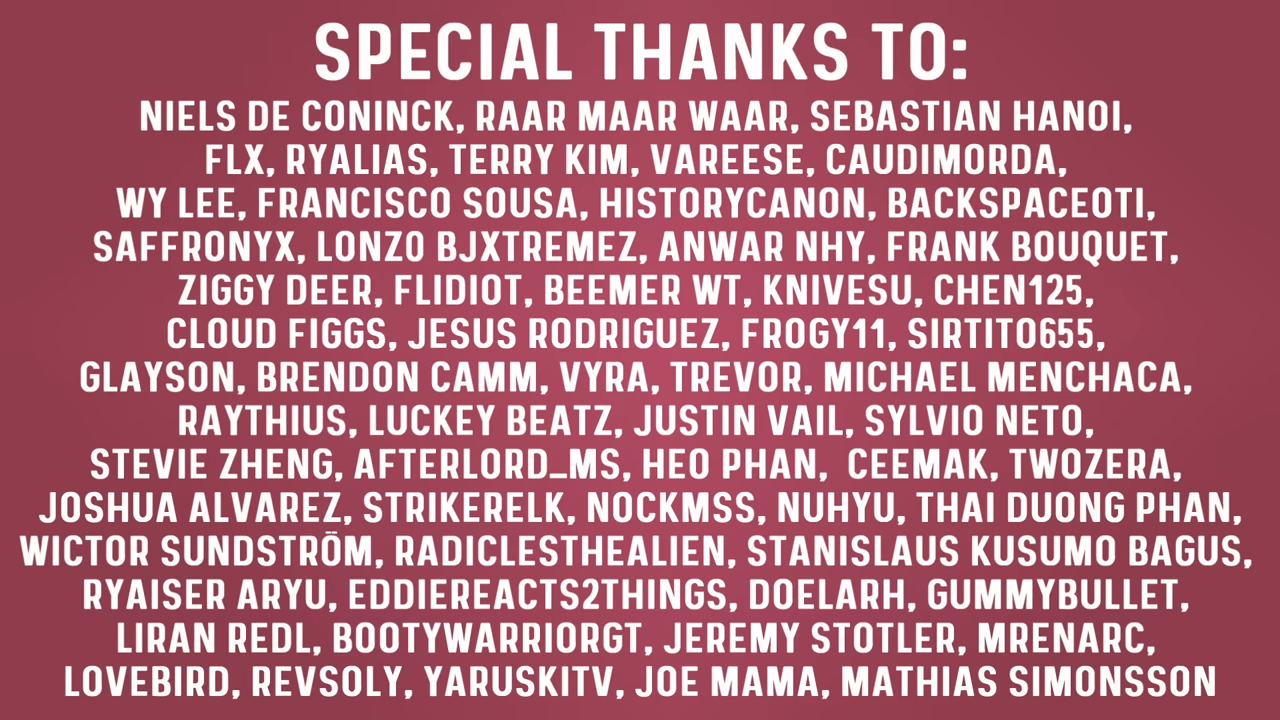 SPECIAL THANKS TO:
NIELS DE CONINCK, RAAR MAAR WAAR, SEBASTIAN HANOI,
FLX, RYALIAS, TERRY KIM, VAREESE, CAUDIMORDA,
WY LEE, FRANCISCO SOUSA, HISTORYCANON, BACKSPACEOTI,
SAFFRONYX, LONZO BJXTREMEZ, ANWAR NHY, FRANK BOUQUET,
ZIGGY DEER, FLIDIOT, BEEMER WT, KNIVESU, CHEN125,
CLOUD FIGGS, JESUS RODRIGUEZ, FROGY11, SIRTITO655,
GLAYSON, BRENDON CAMM, VYRA, TREVOR, MICHAEL MENCHACA,
RAYTHIUS, LUCKEY BEATZ, JUSTIN VAIL, SYLVIO NETO,
STEVIE ZHENG, AFTERLORD_MS, HEO PHAN, CEEMAK, TWOZERA,
JOSHUA ALVAREZ, STRIKERELK, NOCKMSS, NUHYU, THAI DUONG PHAN,
WICTOR SUNDSTRÖM, RADICLESTHEALIEN, STANISLAUS KUSUMO BAGUS,
RYAISER ARYU, EDDIEREACTS2THINGS, DOELARH, GUMMYBULLET,
LIRAN REDL, BOOTYWARRIORGT, JEREMY STOTLER, MRENARC,
LOVEBIRD, REVSOLY, YARUSKITV, JOE MAMA, MATHIAS SIMONSSON